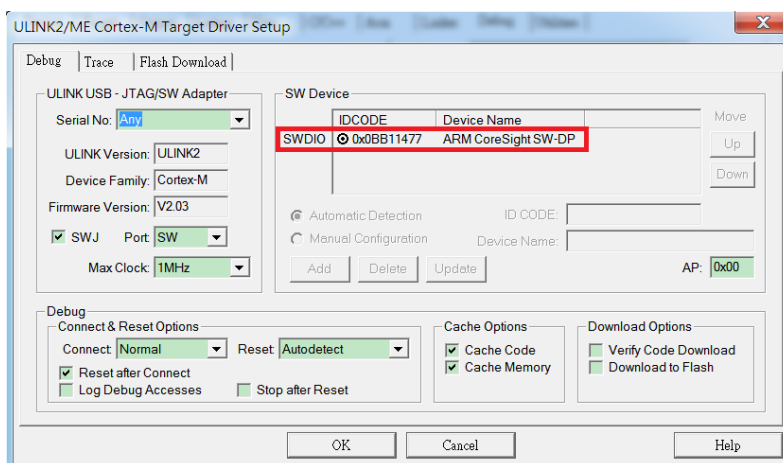 ULINK2/ME Cortex-M Target Driver Setup
Debug Trace Flash Download
ULINK USB - JTAG/SW Adapter
Serial No: Any
ULINK Version: ULINK2
Device Family: Cortex-M
Firmware Version: V2.03
SWJ Port: SW
Max Clock: 1MHz
SW Device
IDCODE Device Name
SWDIO 0x0BB11477 ARM CoreSight SW-DP
Move
Up
Down
Automatic Detection ID CODE:
Manual Configuration Device Name:
Add Delete Update AP: 0x00
Debug
Connect & Reset Options
Connect: Normal Reset: Autodetect
Reset after Connect
Log Debug Accesses Stop after Reset
Cache Options
Cache Code
Cache Memory
Download Options
Verify Code Download
Download to Flash
OK Cancel Help